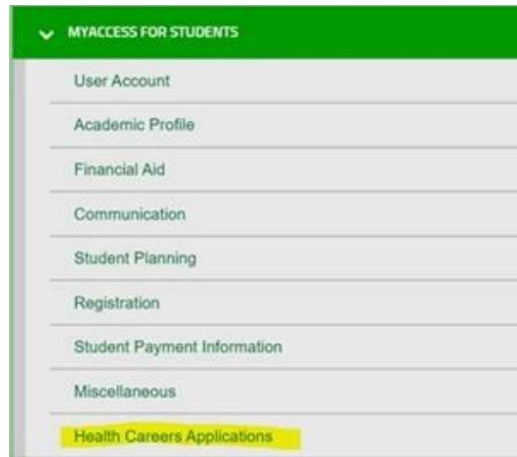 MYACCESS FOR STUDENTS
User Account
Academic Profile
Financial Aid
Communication
Student Planning
Registration
Student Payment Information
Miscellaneous
Health Careers Applications